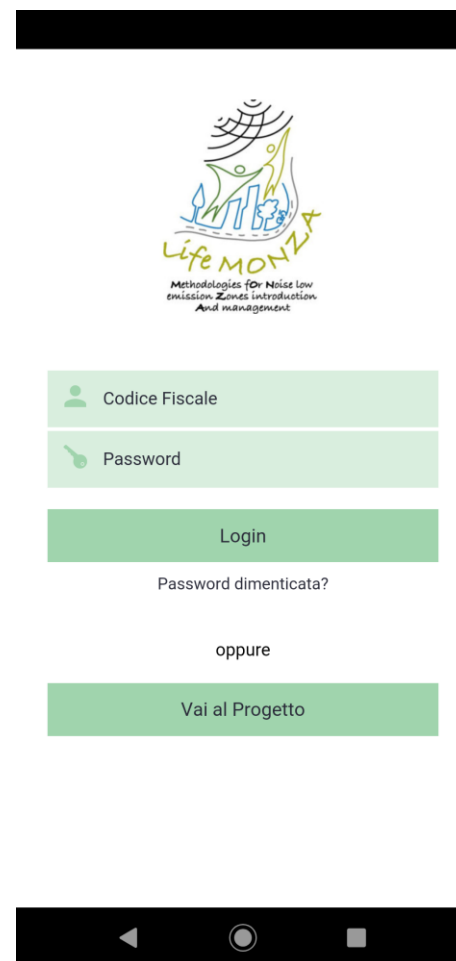 Life MONZA
Methodologies fOr Noise low
emission Zones introduction
And management
Codice Fiscale
Password
Login
Password dimenticata?
oppure
Vai al Progetto